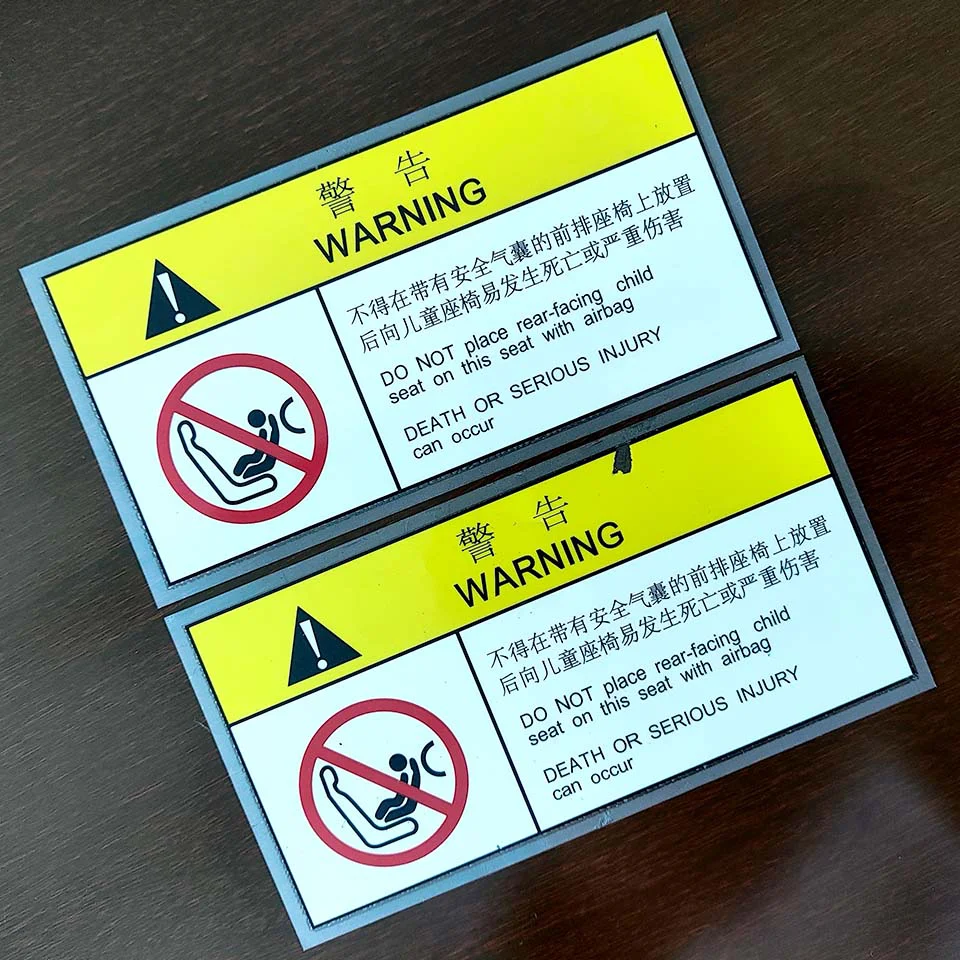 警告
WARNING
不得在带有安全气囊的前排座椅上放置
后向儿童座椅易发生死亡或严重伤害
DO NOT place rear-facing child
seat on this seat with airbag
DEATH OR SERIOUS INJURY
can occur
警告
WARNING
不得在带有安全气囊的前排座椅上放置
后向儿童座椅易发生死亡或严重伤害
DO NOT place rear-facing child
seat on this seat with airbag
DEATH OR SERIOUS INJURY
can occur